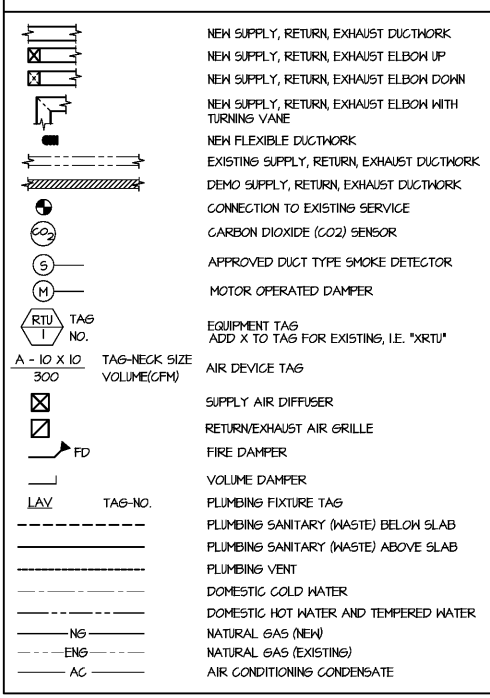 NEW SUPPLY, RETURN, EXHAUST DUCTWORK
NEW SUPPLY, RETURN, EXHAUST ELBOW UP
NEW SUPPLY, RETURN, EXHAUST ELBOW DOWN
NEW SUPPLY, RETURN, EXHAUST ELBOW WITH
TURNING VANE
NEW FLEXIBLE DUCTWORK
EXISTING SUPPLY, RETURN, EXHAUST DUCTWORK
DEMO SUPPLY, RETURN, EXHAUST DUCTWORK
CONNECTION TO EXISTING SERVICE
CO2 CARBON DIOXIDE (CO2) SENSOR
S APPROVED DUCT TYPE SMOKE DETECTOR
M MOTOR OPERATED DAMPER
RTU TAG
1 NO.
EQUIPMENT TAG
ADD X TO TAG FOR EXISTING, I.E. "XRTU"
A - 10 X 10 TAG-NECK SIZE
300 VOLUME(CFM)
AIR DEVICE TAG
SUPPLY AIR DIFFUSER
RETURN/EXHAUST AIR GRILLE
FD FIRE DAMPER
VOLUME DAMPER
LAV TAG-NO. PLUMBING FIXTURE TAG
PLUMBING SANITARY (WASTE) BELOW SLAB
PLUMBING SANITARY (WASTE) ABOVE SLAB
PLUMBING VENT
DOMESTIC COLD WATER
DOMESTIC HOT WATER AND TEMPERED WATER
NG NATURAL GAS (NEW)
ENG NATURAL GAS (EXISTING)
AC AIR CONDITIONING CONDENSATE